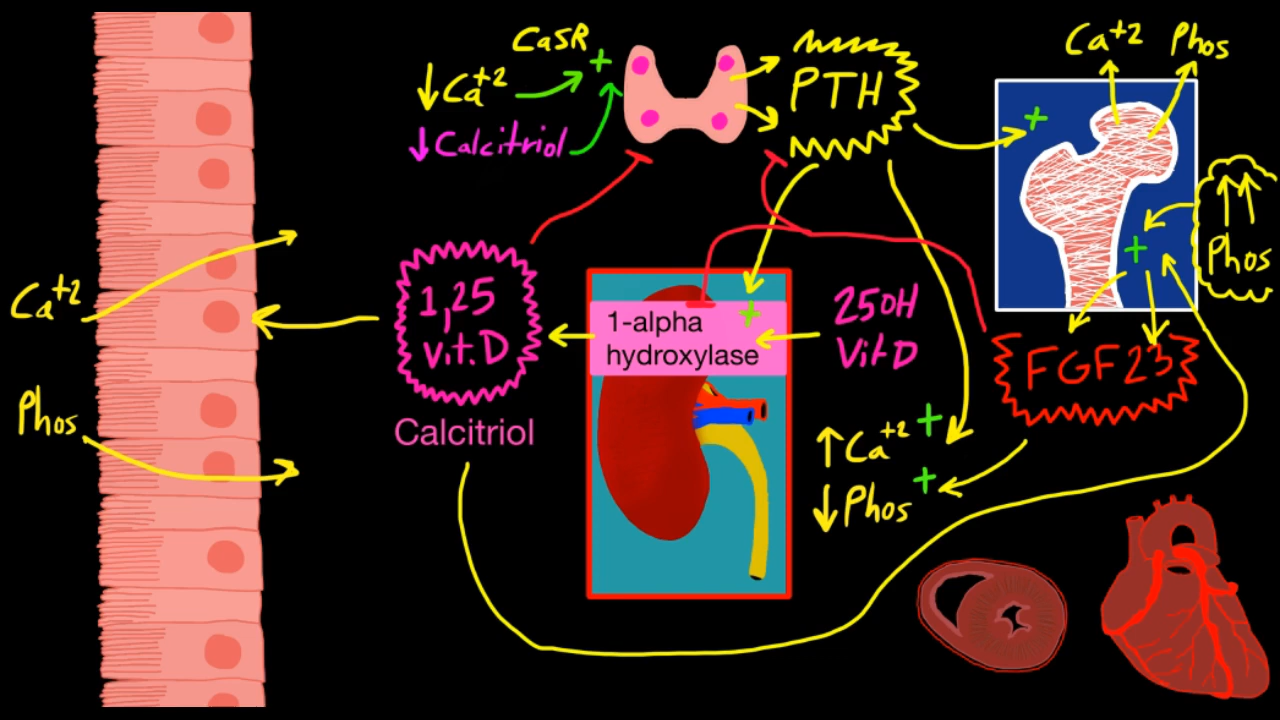 CaSR
+
↓Ca+2
↓Calcitriol
PTH
Ca+2 Phos
+
↑↑
Phos
+
FGF23
Ca+2
Phos
1,25
vit.D
Calcitriol
+
1-alpha
hydroxylase
25OH
Vit D
↑Ca+2 +
↓Phos +